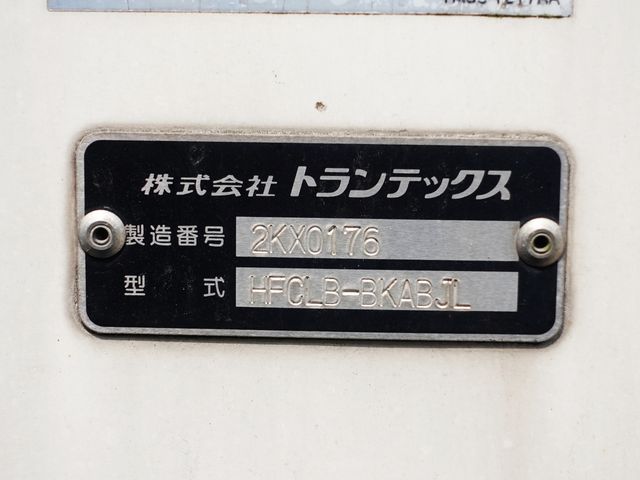 株式会社 トランテックス
製造番号 2KX0176
型 式 HFCLB-BKABJL